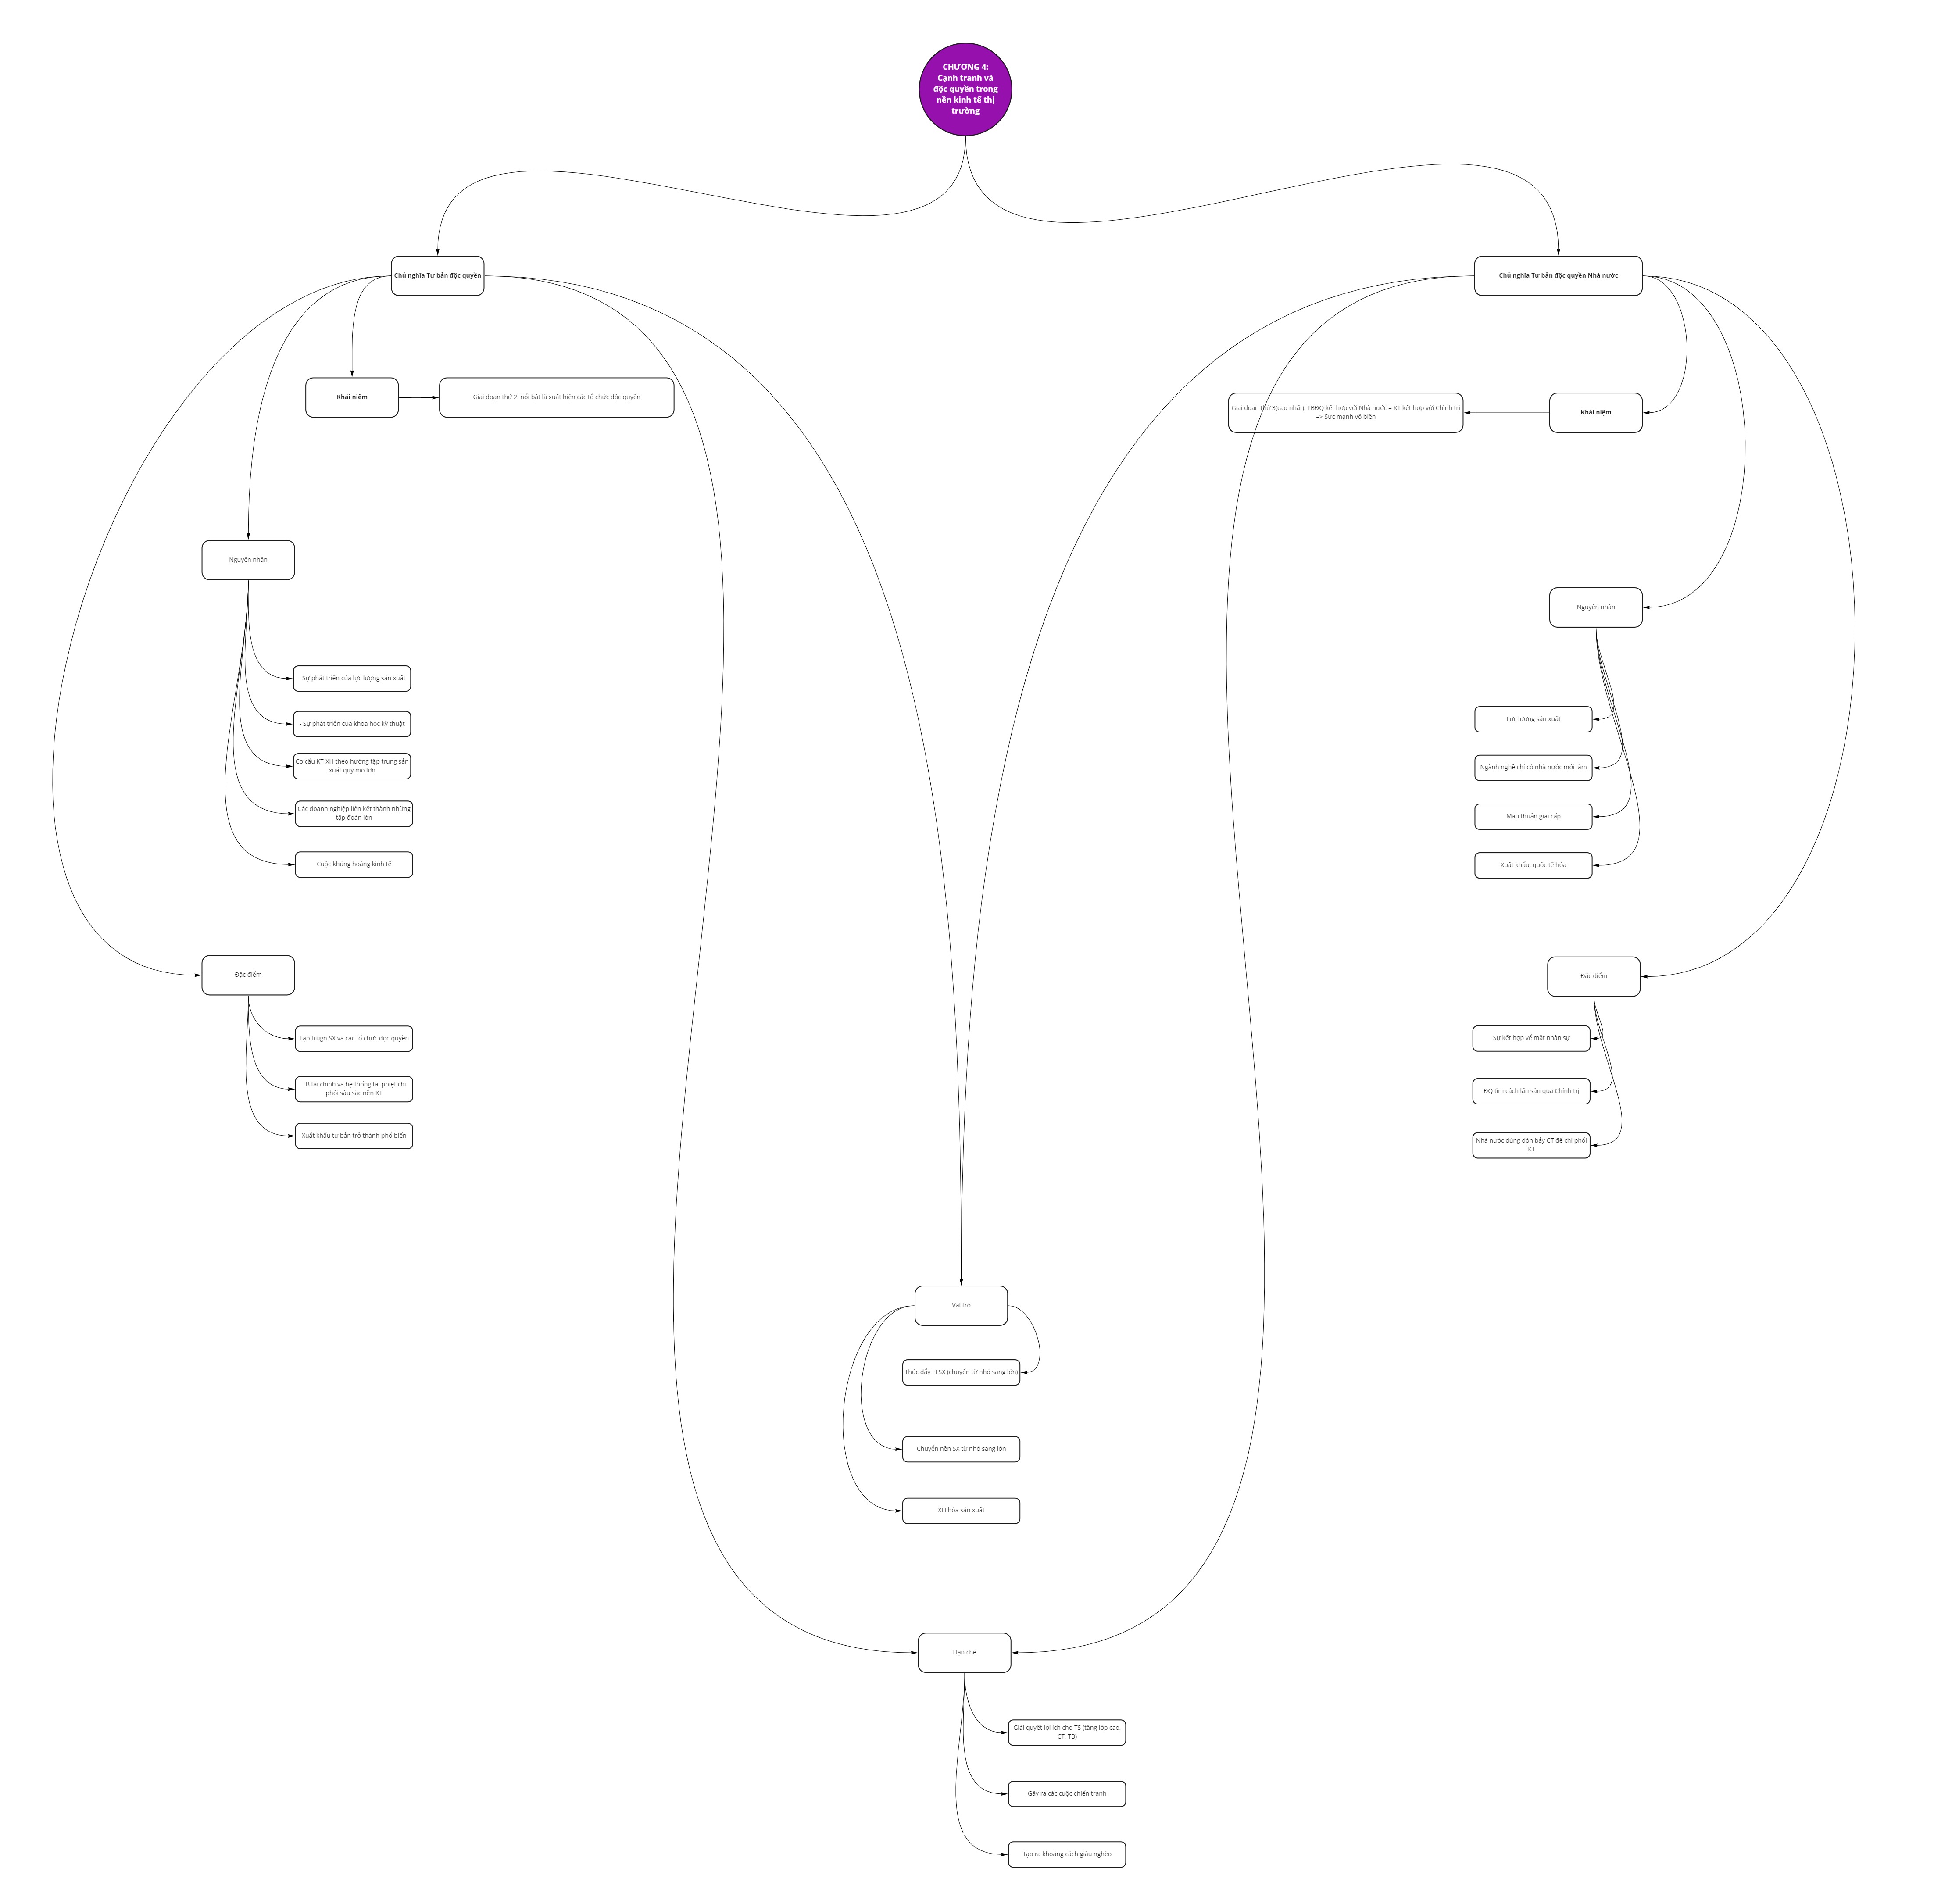 CHƯƠNG 4:
Cạnh tranh và
độc quyền trong
nền kinh tế thị
trường
Chủ nghĩa Tư bản độc quyền
Khái niệm
Giai đoạn thứ 2: nổi bật là xuất hiện các tổ chức độc quyền
Nguyên nhân
- Sự phát triển của lực lượng sản xuất
- Sự phát triển của khoa học kỹ thuật
Cơ cấu KT-XH theo hướng tập trung sản
xuất quy mô lớn
Các doanh nghiệp liên kết thành những
tập đoàn lớn
Cuộc khủng hoảng kinh tế
Đặc điểm
Tập trugn SX và các tổ chức độc quyền
TB tài chính và hệ thống tài phiệt chi
phối sâu sắc nền KT
Xuất khẩu tư bản trở thành phổ biến
Chủ nghĩa Tư bản độc quyền Nhà nước
Khái niệm
Giai đoạn thứ 3(cao nhất): TBĐQ kết hợp với Nhà nước + KT kết hợp với Chính trị
=> Sức mạnh vô biên
Nguyên nhân
Lực lượng sản xuất
Ngành nghề chỉ có nhà nước mới làm
Mâu thuẫn giai cấp
Xuất khẩu, quốc tế hóa
Đặc điểm
Sự kết hợp về mặt nhân sự
ĐQ tìm cách lấn sân qua Chính trị
Nhà nước dùng đòn bẩy CT để chi phối
KT
Vai trò
Thúc đẩy LLSX (chuyển từ nhỏ sang lớn)
Chuyển nền SX từ nhỏ sang lớn
XH hóa sản xuất
Hạn chế
Giải quyết lợi ích cho TS (tầng lớp cao,
CT, TB)
Gây ra các cuộc chiến tranh
Tạo ra khoảng cách giàu nghèo